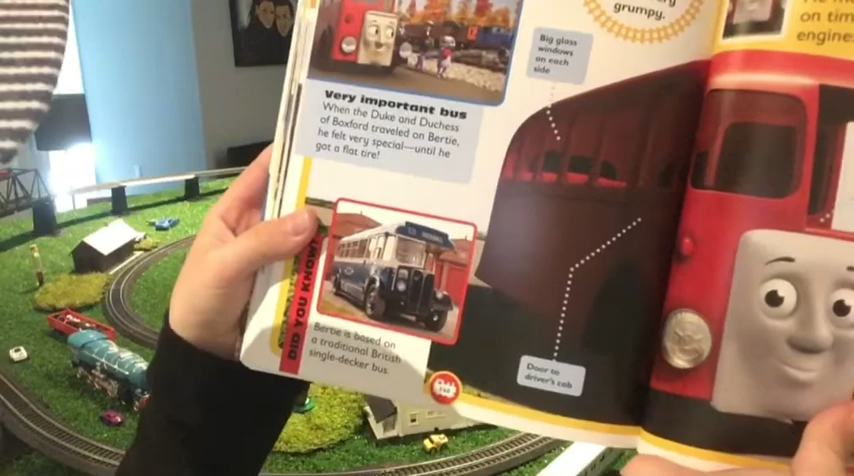 grumpy.
on time
engine
Big glass
windows
on each
side
Very important bus
When the Duke and Duchess
of Boxford traveled on Bertie,
he felt very special—until he
got a flat tire!
DID YOU KNOW?
Bertie is based on
a traditional British
single-decker bus.
Door to
driver's cab